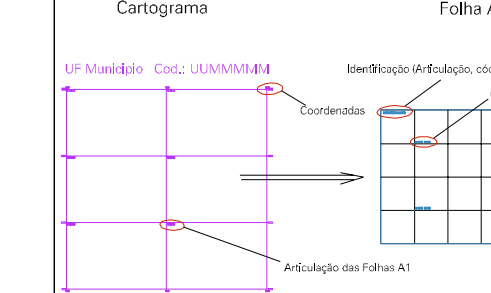 Cartograma
Folha A
UF Municipio Cod.: UUMMMMM
Identificação (Articulação, cód
Coordenadas
Articulação das Folhas A1